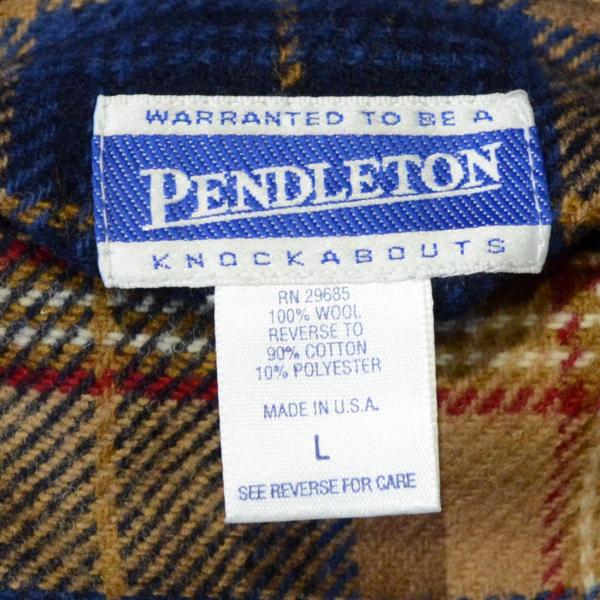 WARRANTED TO BE A
PENDLETON
KNOCKABOUTS
RN 29685
100% WOOL
REVERSE TO
90% COTTON
10% POLYESTER
MADE IN U.S.A.
L
SEE REVERSE FOR CARE